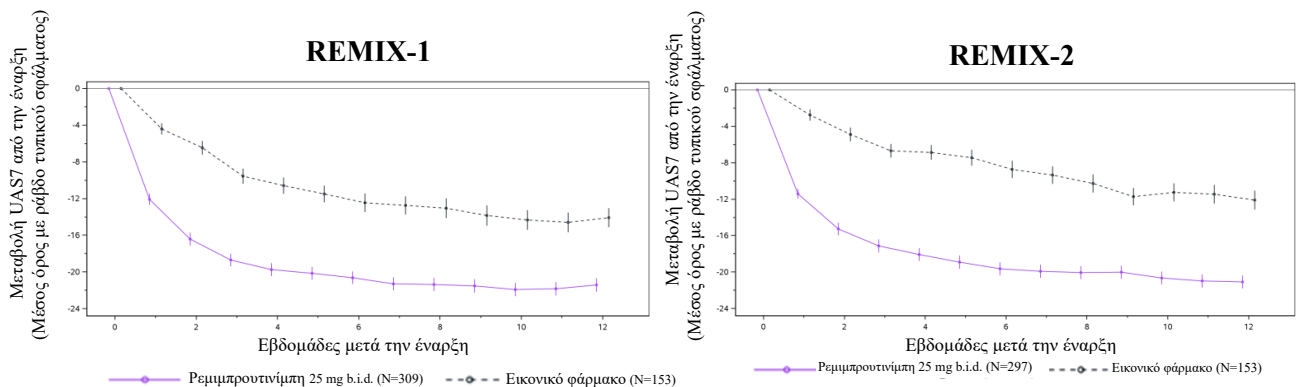 REMIX-1
Μεταβολή UAS7 από την έναρξη
(Μέσος όρος με ράβδο τυπικού σφάλματος)
0
-4
-8
-12
-16
-20
-24
0 2 4 6 8 10 12
Εβδομάδες μετά την έναρξη
Ρεμιμπρουτινίμπη 25 mg b.i.d. (N=309) Εικονικό φάρμακο (N=153)
REMIX-2
Μεταβολή UAS7 από την έναρξη
(Μέσος όρος με ράβδο τυπικού σφάλματος)
0
-4
-8
-12
-16
-20
-24
0 2 4 6 8 10 12
Εβδομάδες μετά την έναρξη
Ρεμιμπρουτινίμπη 25 mg b.i.d. (N=297) Εικονικό φάρμακο (N=153)